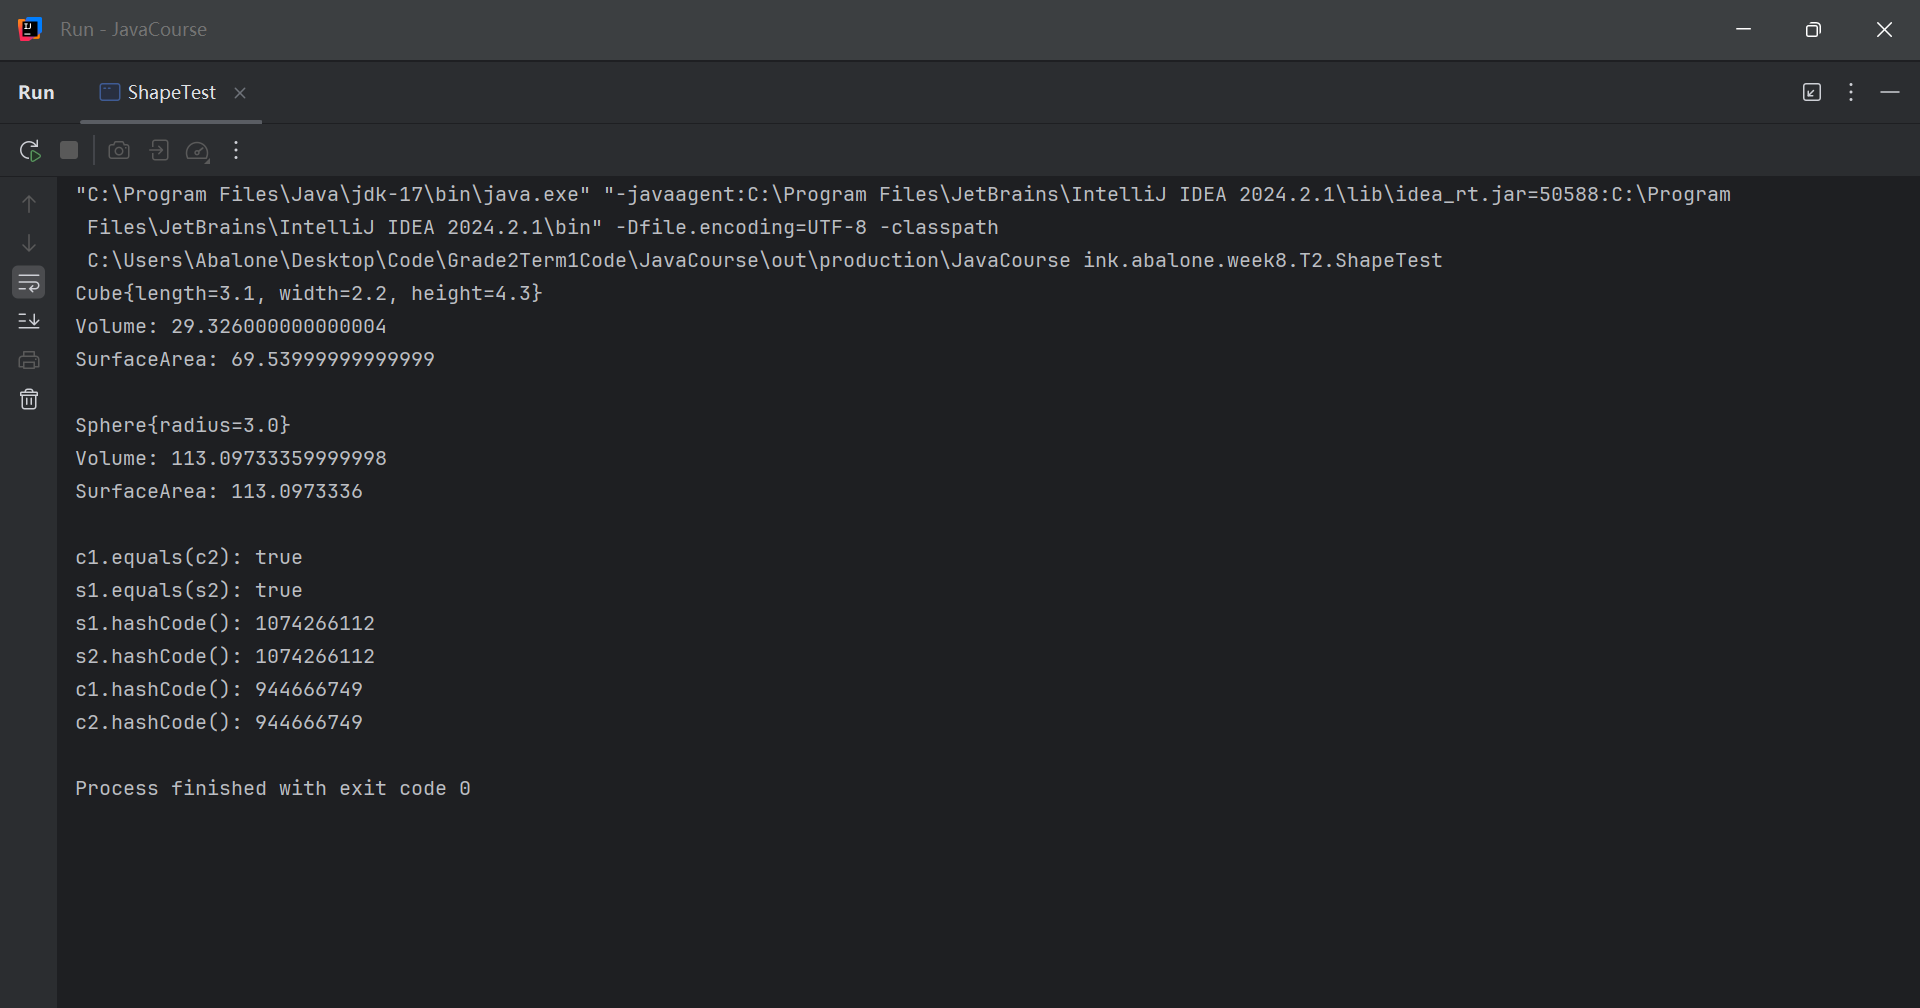 Run - JavaCourse
Run ShapeTest
"C:\Program Files\Java\jdk-17\bin\java.exe" "-javaagent:C:\Program Files\JetBrains\IntelliJ IDEA 2024.2.1\lib\idea_rt.jar=50588:C:\Program
Files\JetBrains\IntelliJ IDEA 2024.2.1\bin" -Dfile.encoding=UTF-8 -classpath
C:\Users\Abalone\Desktop\Code\Grade2Term1Code\JavaCourse\out\production\JavaCourse ink.abalone.week8.T2.ShapeTest
Cube{length=3.1, width=2.2, height=4.3}
Volume: 29.326000000000004
SurfaceArea: 69.53999999999999
Sphere{radius=3.0}
Volume: 113.09733359999998
SurfaceArea: 113.0973336
c1.equals(c2): true
s1.equals(s2): true
s1.hashCode(): 1074266112
s2.hashCode(): 1074266112
c1.hashCode(): 944666749
c2.hashCode(): 944666749
Process finished with exit code 0